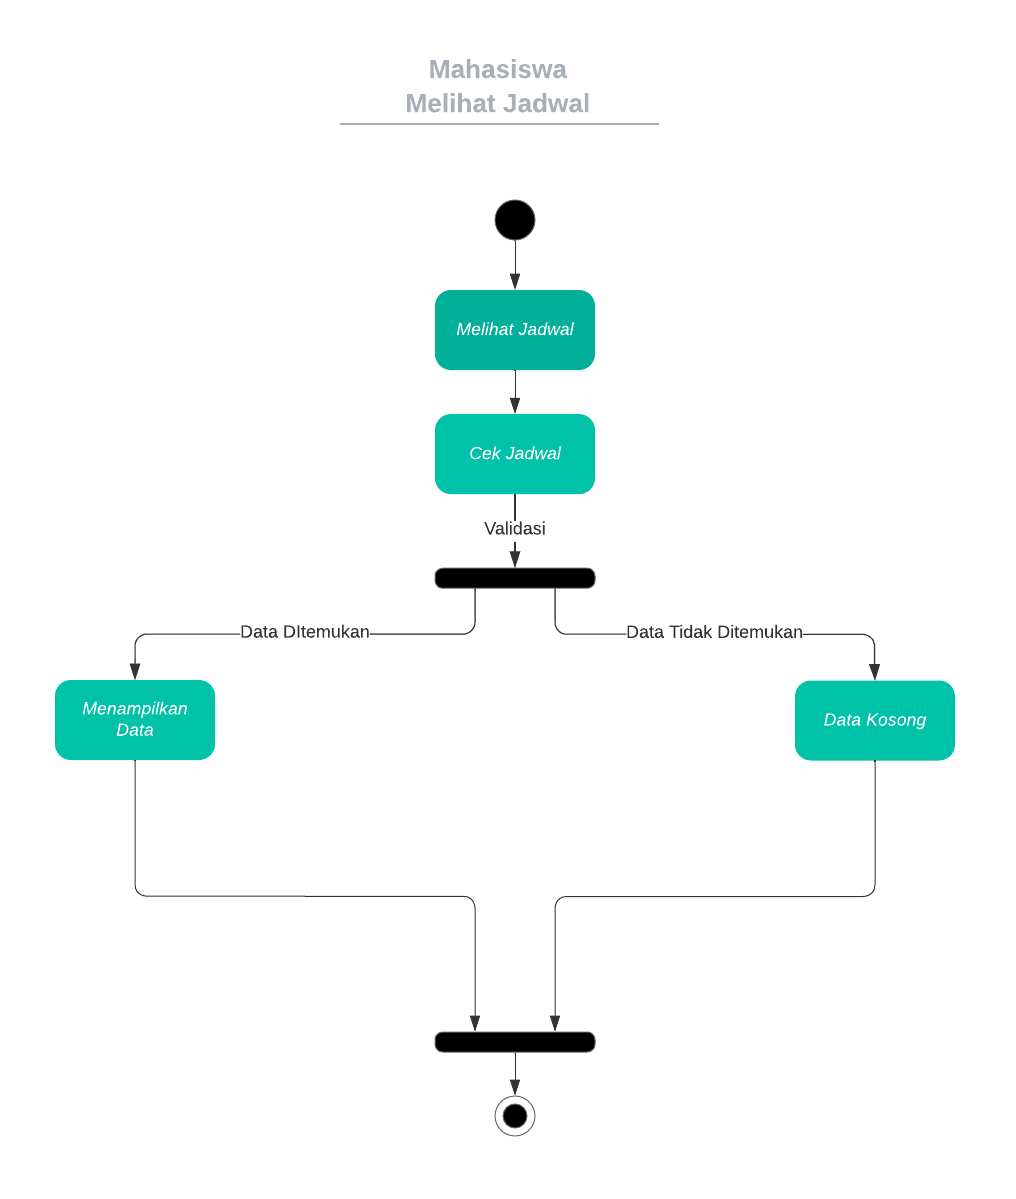 Mahasiswa
Melihat Jadwal
Melihat Jadwal
Cek Jadwal
Validasi
Data DItemukan
Data Tidak Ditemukan
Menampilkan
Data
Data Kosong